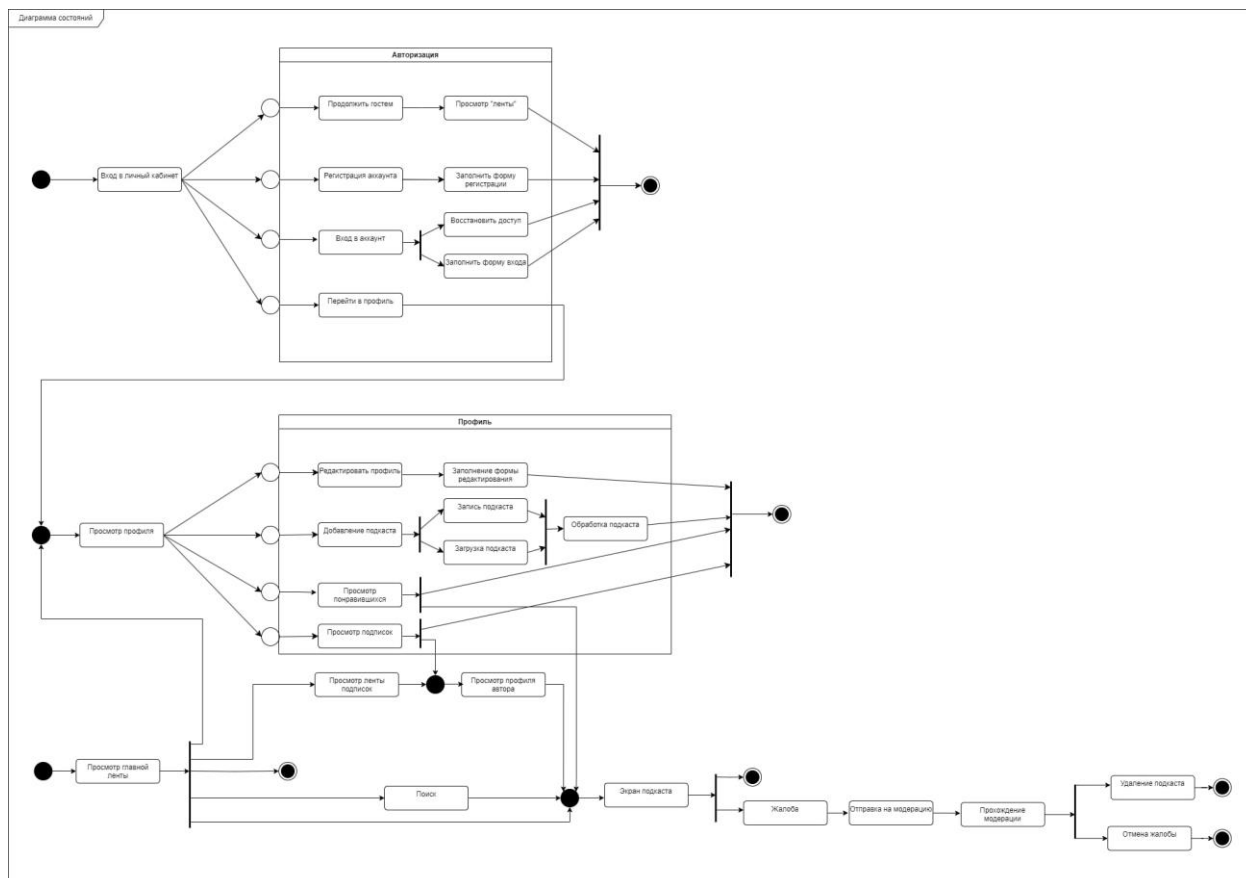 Диаграмма состояний
Авторизация
Продолжить гостем
Просмотр "ленты"
Вход в личный кабинет
Регистрация аккаунта
Заполнить форму
регистрации
Восстановить доступ
Вход в аккаунт
Заполнить форму входа
Перейти в профиль
Профиль
Редактировать профиль
Заполнение формы
редактирования
Запись подкаста
Просмотр профиля
Добавление подкаста
Обработка подкаста
Загрузка подкаста
Просмотр
понравившихся
Просмотр подписок
Просмотр ленты
подписок
Просмотр профиля
автора
Просмотр главной
ленты
Поиск
Экран подкаста
Жалоба
Отправка на модерацию
Прохождение
модерации
Удаление подкаста
Отмена жалобы